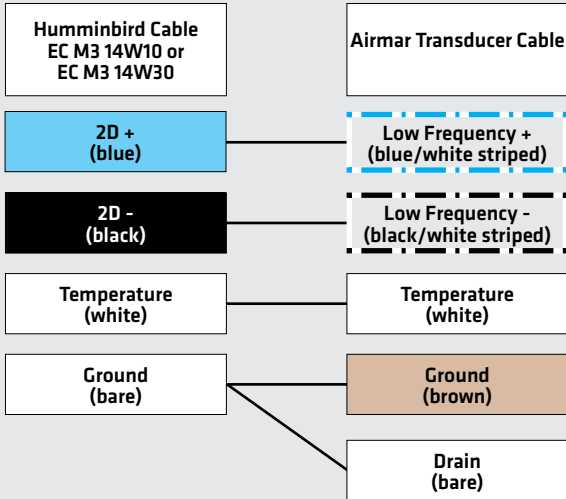 Humminbird Cable
EC M3 14W10 or
EC M3 14W30
Airmar Transducer Cable
2D +
(blue)
Low Frequency +
(blue/white striped)
2D -
(black)
Low Frequency -
(black/white striped)
Temperature
(white)
Temperature
(white)
Ground
(bare)
Ground
(brown)
Drain
(bare)